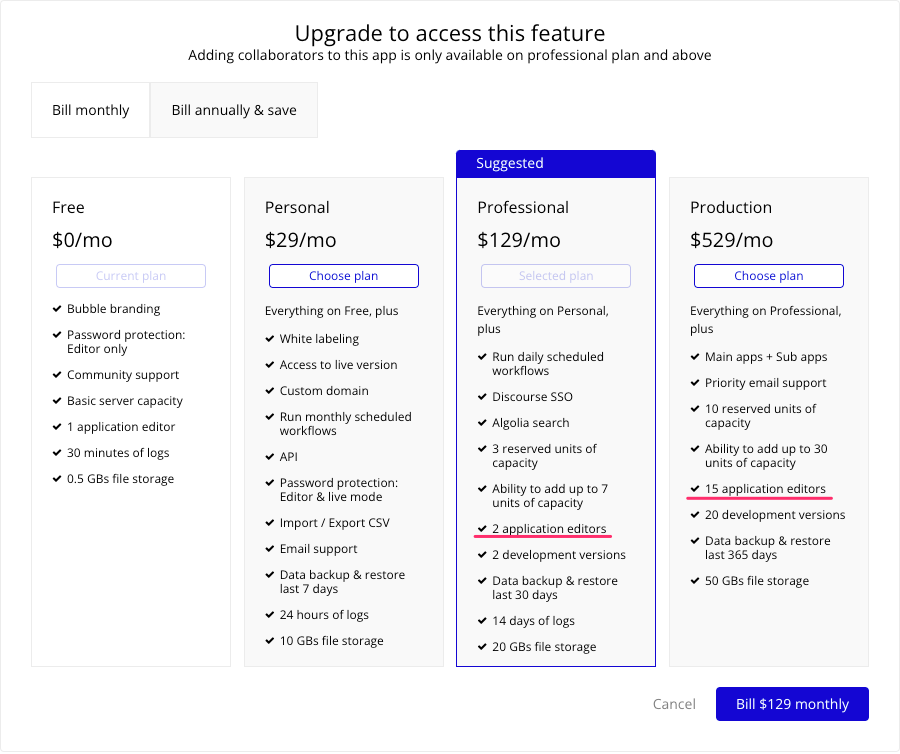 Upgrade to access this feature
Adding collaborators to this app is only available on professional plan and above
Bill monthly
Bill annually & save
Free
$0/mo
Current plan
Bubble branding
Password protection:
Editor only
Community support
Basic server capacity
1 application editor
30 minutes of logs
0.5 GBs file storage
Personal
$29/mo
Choose plan
Everything on Free, plus
White labeling
Access to live version
Custom domain
Run monthly scheduled
workflows
API
Password protection:
Editor & live mode
Import / Export CSV
Email support
Data backup & restore
last 7 days
24 hours of logs
10 GBs file storage
Suggested
Professional
$129/mo
Selected plan
Everything on Personal,
plus
Run daily scheduled
workflows
Discourse SSO
Algolia search
3 reserved units of
capacity
Ability to add up to 7
units of capacity
2 application editors
2 development versions
Data backup & restore
last 30 days
14 days of logs
20 GBs file storage
Production
$529/mo
Choose plan
Everything on Professional,
plus
Main apps + Sub apps
Priority email support
10 reserved units of
capacity
Ability to add up to 30
units of capacity
15 application editors
20 development versions
Data backup & restore
last 365 days
50 GBs file storage
Cancel
Bill $129 monthly